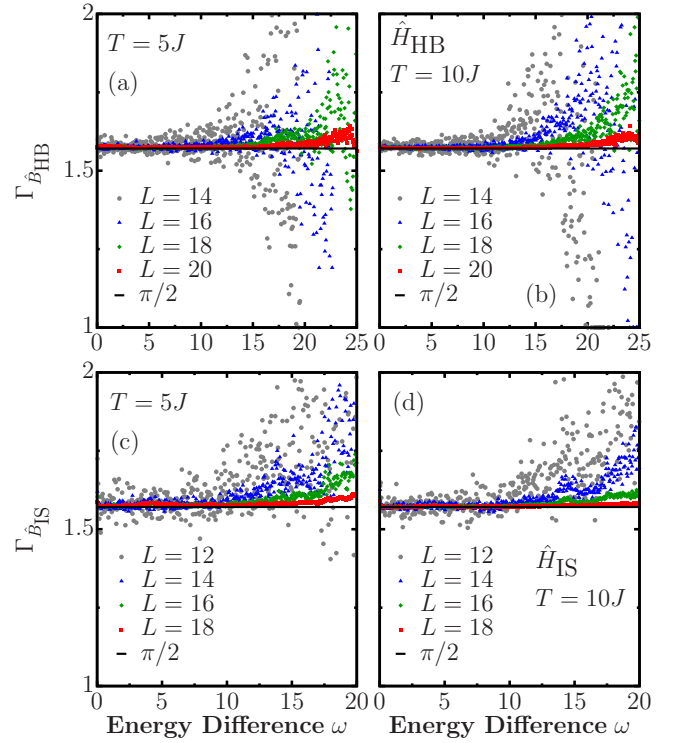 2
1.5
1
Γ_B̂_HB
T = 5J
(a)
L = 14
L = 16
L = 18
L = 20
π/2
0 5 10 15 20 25
Ĥ_HB
T = 10J
L = 14
L = 16
L = 18
L = 20
π/2
(b)
0 5 10 15 20 25
2
1.5
1
Γ_B̂_IS
T = 5J
(c)
L = 12
L = 14
L = 16
L = 18
π/2
0 5 10 15 20
Energy Difference ω
(d)
L = 12
L = 14
L = 16
L = 18
π/2
Ĥ_IS
T = 10J
0 5 10 15 20
Energy Difference ω